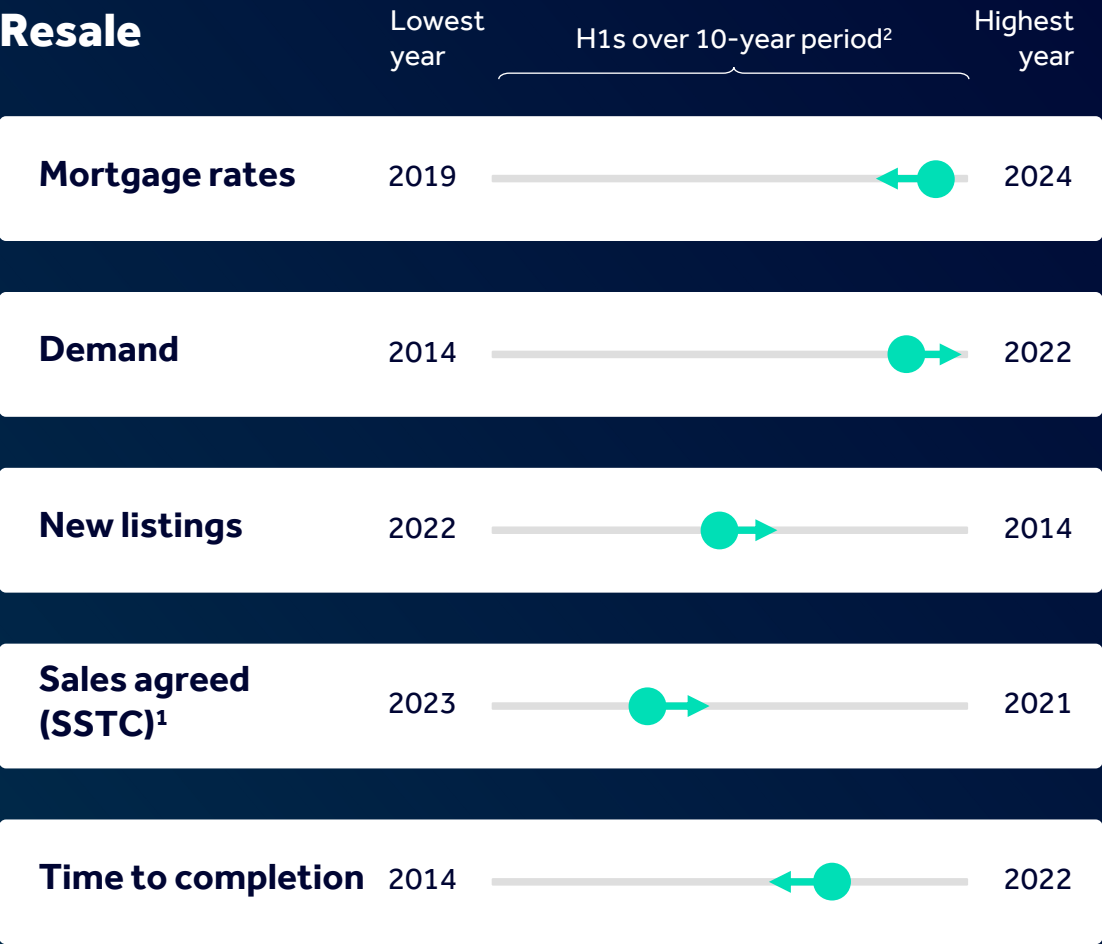 Resale
Lowest
year
H1s over 10-year period²
Highest
year
Mortgage rates 2019 2024
Demand 2014 2022
New listings 2022 2014
Sales agreed
(SSTC)¹ 2023 2021
Time to completion 2014 2022